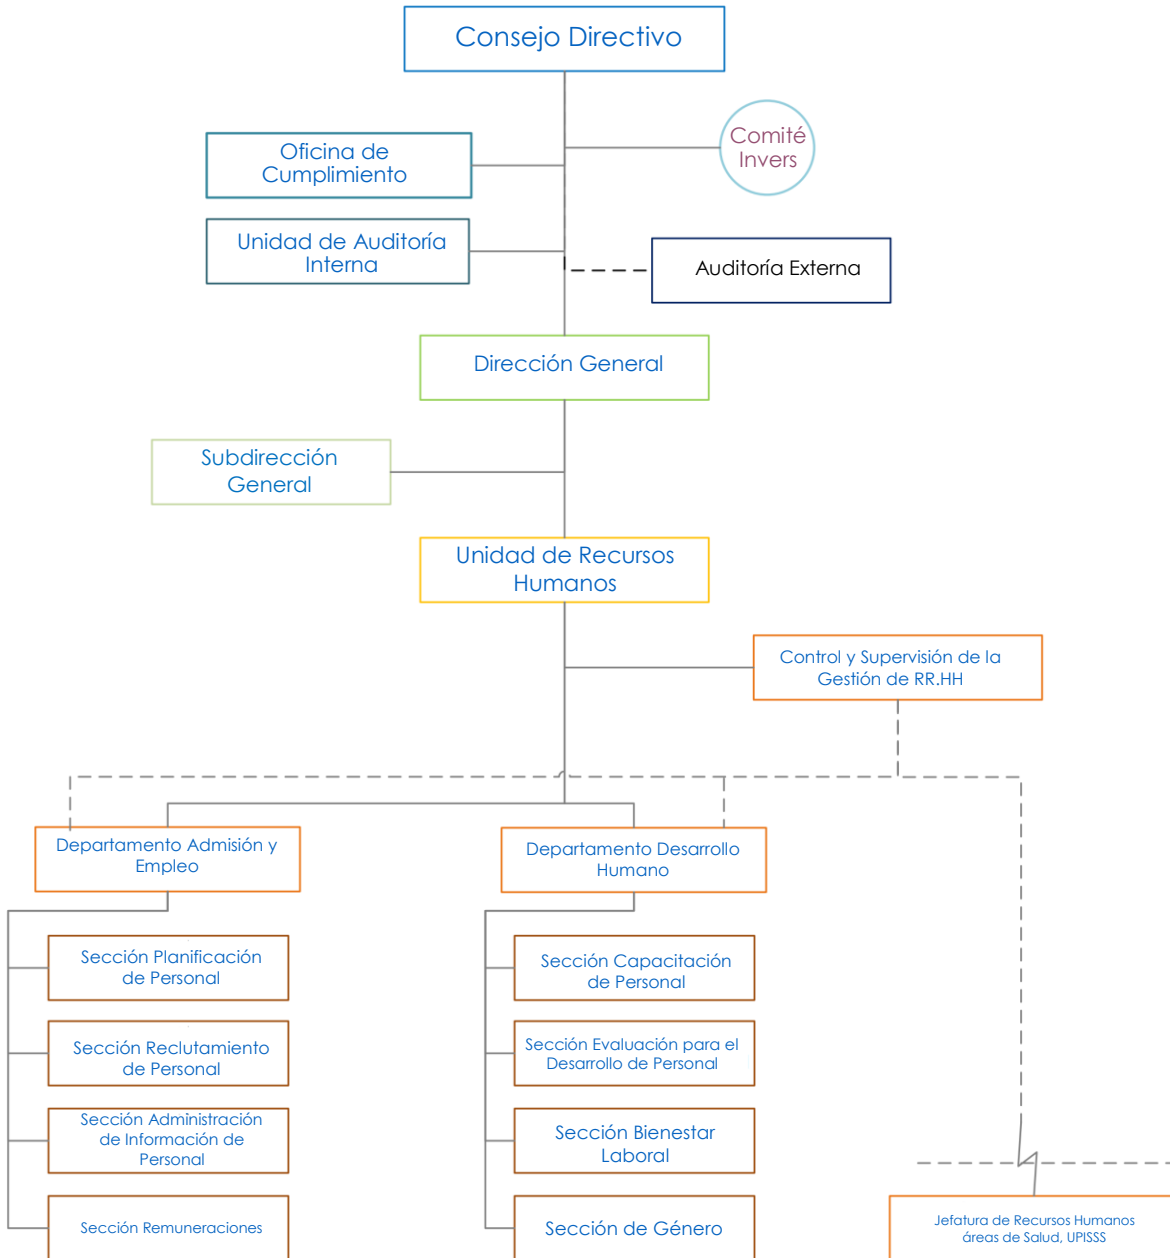 Consejo Directivo
Comité
Invers
Oficina de
Cumplimiento
Unidad de Auditoría
Interna
Auditoría Externa
Dirección General
Subdirección
General
Unidad de Recursos
Humanos
Control y Supervisión de la
Gestión de RR.HH
Departamento Admisión y
Empleo
Departamento Desarrollo
Humano
Sección Planificación
de Personal
Sección Capacitación
de Personal
Sección Reclutamiento
de Personal
Sección Evaluación para el
Desarrollo de Personal
Sección Administración
de Información de
Personal
Sección Bienestar
Laboral
Sección Remuneraciones
Sección de Género
Jefatura de Recursos Humanos
áreas de Salud, UPISSS